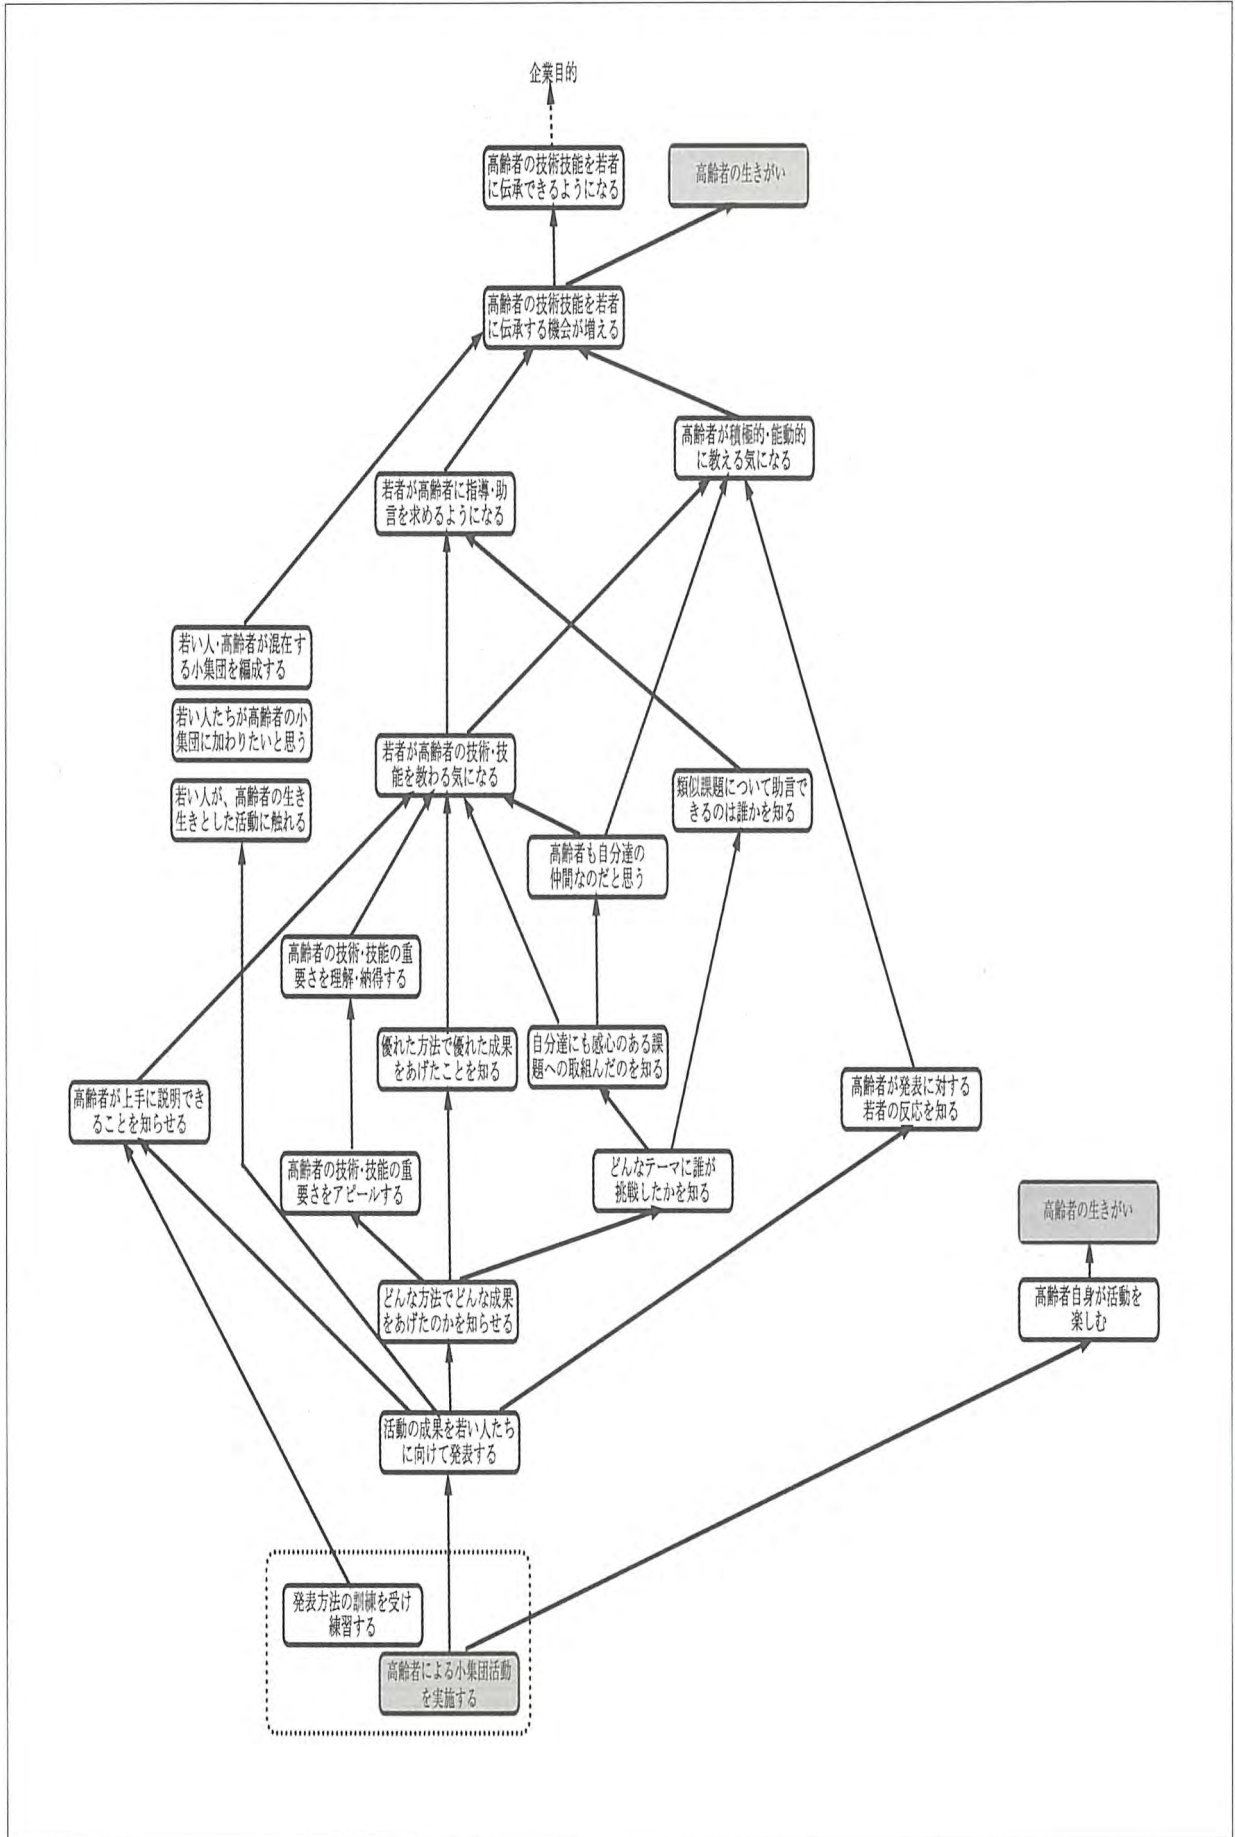 企業目的
高齢者の技術技能を若者
に伝承できるようになる
高齢者の生きがい
高齢者の技術技能を若者
に伝承する機会が増える
高齢者が積極的･能動的
に教える気になる
若者が高齢者に指導･助
言を求めるようになる
若い人･高齢者が混在す
る小集団を編成する
若い人たちが高齢者の小
集団に加わりたいと思う
若い人が、高齢者の生き
生きとした活動に触れる
若者が高齢者の技術･技
能を教わる気になる
類似課題について助言で
きるのは誰かを知る
高齢者も自分達の
仲間なのだと思う
高齢者の技術･技能の重
要さを理解･納得する
優れた方法で優れた成果
をあげたことを知る
自分達にも感心のある課
題への取組んだのを知る
高齢者が上手に説明でき
ることを知らせる
高齢者が発表に対する
若者の反応を知る
高齢者の技術･技能の重
要さをアピールする
どんなテーマに誰が
挑戦したかを知る
高齢者の生きがい
どんな方法でどんな成果
をあげたのかを知らせる
高齢者自身が活動を
楽しむ
活動の成果を若い人たち
に向けて発表する
発表方法の訓練を受け
練習する
高齢者による小集団活動
を実施する